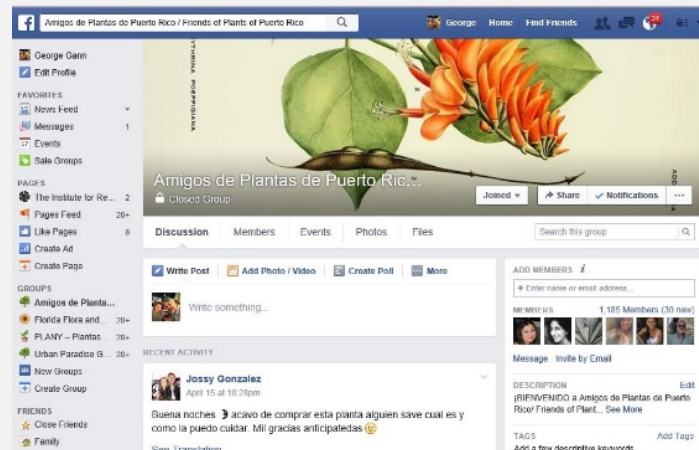 Amigos de Plantas de Puerto Rico / Friends of Plants of Puerto Rico
George Home Find Friends
George Gann
Edit Profile
FAVORITES
News Feed
Messages 1
Events
Sale Groups
PAGES
The Institute for Re... 2
Pages Feed 20+
Like Pages 8
Create Ad
Create Page
GROUPS
Amigos de Planta...
Florida Flora and... 20+
PLANY – Plantas... 20+
Urban Paradise G... 20+
New Groups
Create Group
FRIENDS
Close Friends
Family
YTHRINA POEPPIGIANA
Amigos de Plantas de Puerto Ric...
Closed Group
Joined Share Notifications
Discussion Members Events Photos Files
Search this group
Write Post Add Photo / Video Create Poll More
Write something...
RECENT ACTIVITY
Jossy Gonzalez
April 15 at 10:28pm
Buena noches acavo de comprar esta planta alguien save cual es y
como la puedo cuidar. Mil gracias anticipatedas
See Translation
ADD MEMBERS i
+ Enter name or email address...
MEMBERS 1,185 Members (30 new)
Message Invite by Email
DESCRIPTION Edit
¡BIENVENIDO a Amigos de Plantas de Puerto
Rico/ Friends of Plant... See More
TAGS Add Tags
Add a few descriptive keywords